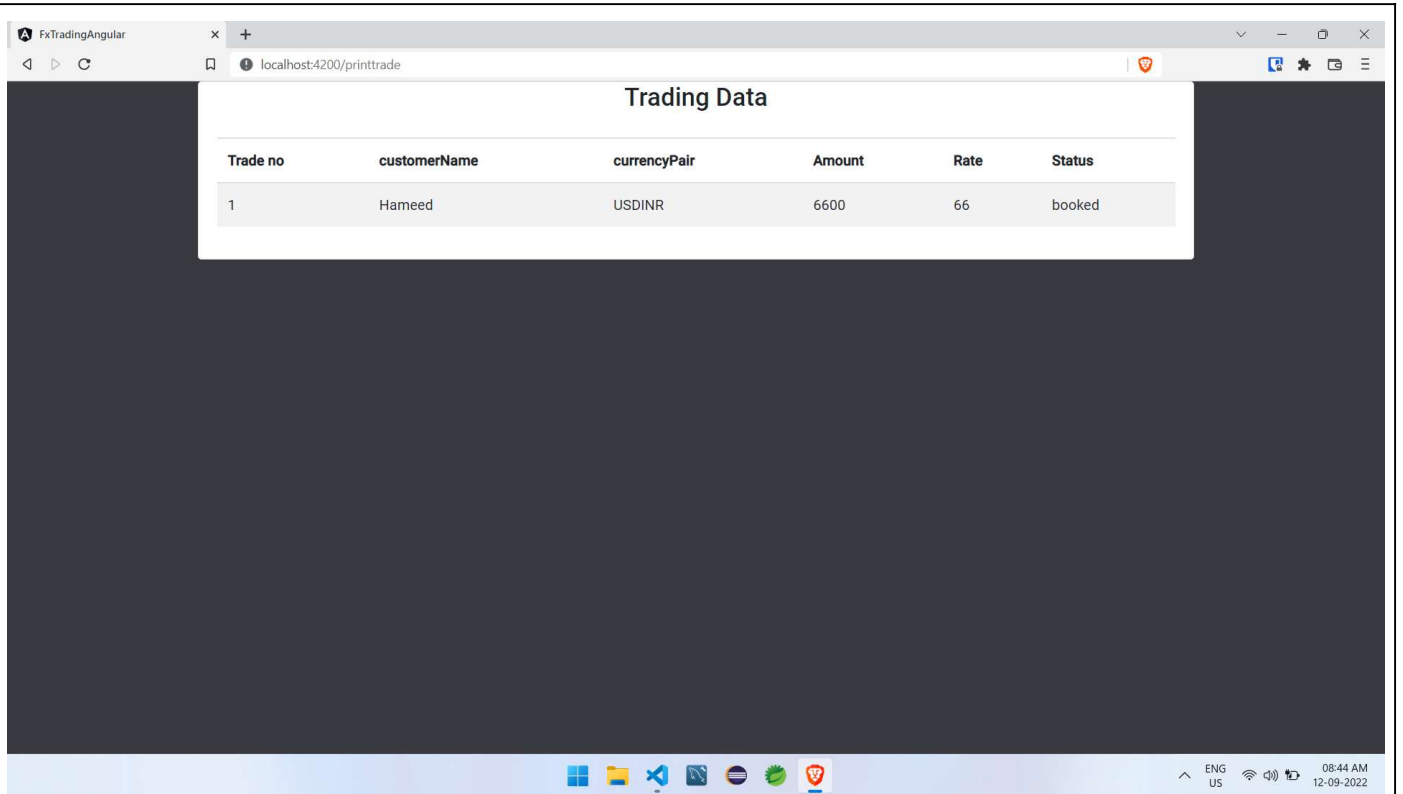 FxTradingAngular
localhost:4200/printtrade
Trading Data
Trade no customerName currencyPair Amount Rate Status
1 Hameed USDINR 6600 66 booked
ENG 08:44 AM
US 12-09-2022